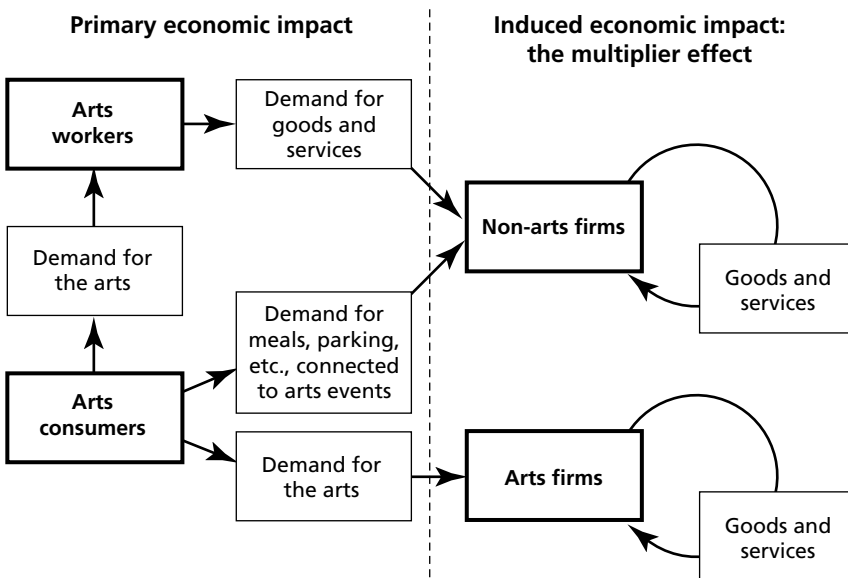 Primary economic impact
Induced economic impact:
the multiplier effect
Arts
workers
Demand for
goods and
services
Non-arts firms
Demand for
the arts
Goods and
services
Demand for
meals, parking,
etc., connected
to arts events
Arts
consumers
Demand for
the arts
Arts firms
Goods and
services